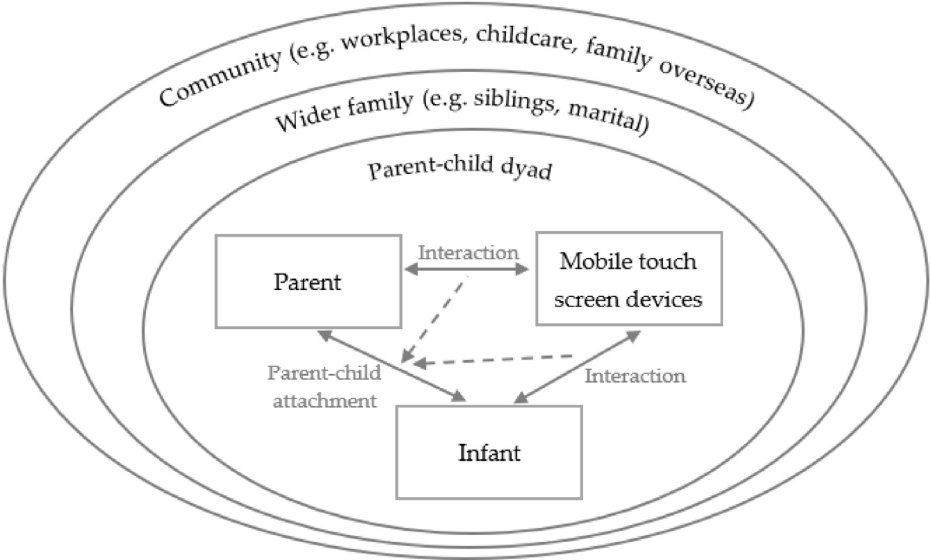 Community (e.g. workplaces, childcare, family overseas)
Wider family (e.g. siblings, marital)
Parent-child dyad
Interaction
Parent
Mobile touch
screen devices
Parent-child
attachment
Interaction
Infant